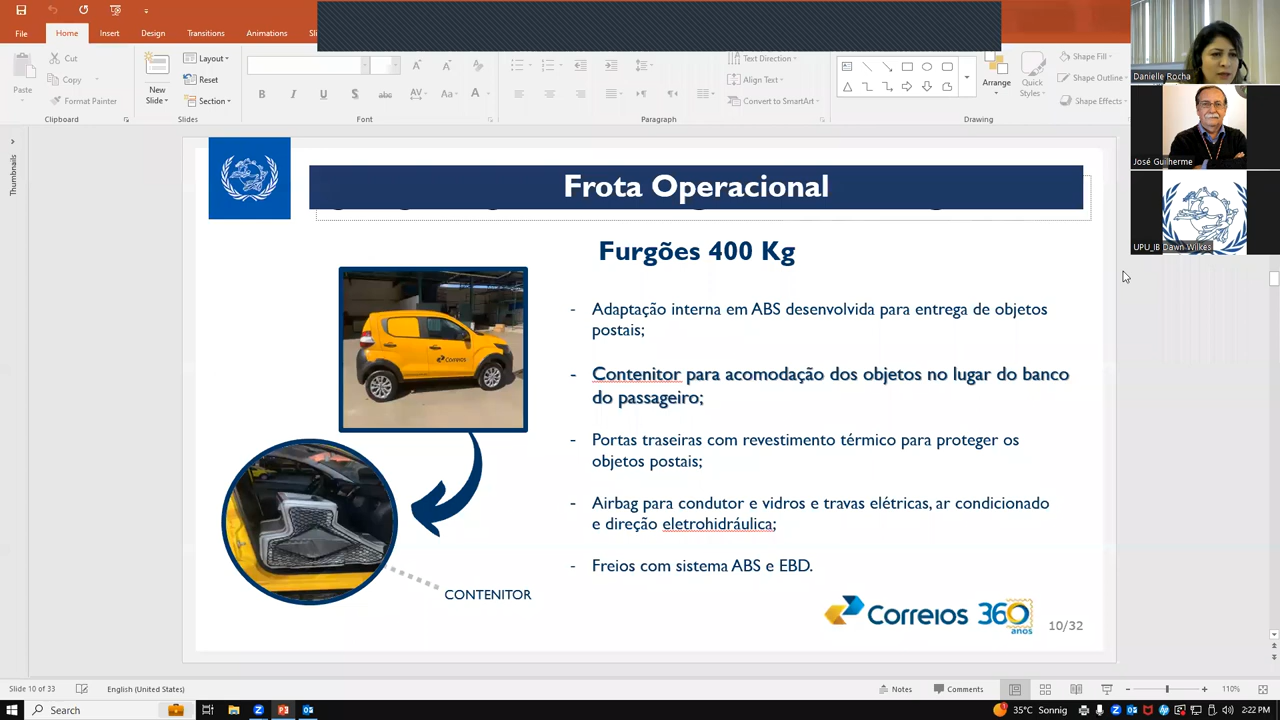 File
Home
Insert
Design
Transitions
Animations
Paste
Cut
Copy
Format Painter
Clipboard
New
Slide
Layout
Reset
Section
Slides
B
I
U
S
abc
AV
Aa
A
Font
Text Direction
Align Text
Convert to SmartArt
Paragraph
Arrange
Quick
Styles
Shape Fill
Shape Outline
Shape Effects
Drawing
Danielle Rocha
José Guilherme
UPU_IB Dawn Wilkes
Thumbnails
Frota Operacional
Furgões 400 Kg
- Adaptação interna em ABS desenvolvida para entrega de objetos
postais;
- Contenitor para acomodação dos objetos no lugar do banco
do passageiro;
- Portas traseiras com revestimento térmico para proteger os
objetos postais;
- Airbag para condutor e vidros e travas elétricas, ar condicionado
e direção eletrohidráulica;
- Freios com sistema ABS e EBD.
Correios
CONTENITOR
Correios 360
anos
10/32
Slide 10 of 33
English (United States)
Notes
Comments
110%
Search
35°C Sonnig
2:22 PM